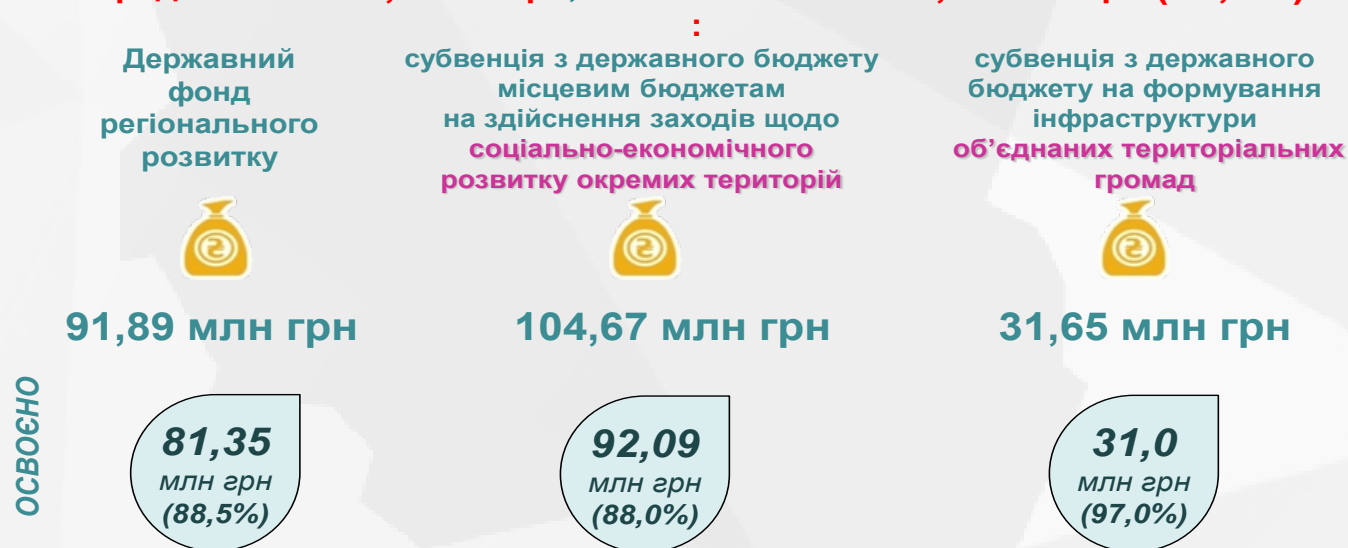 :
Державний
фонд
регіонального
розвитку
субвенція з державного бюджету
місцевим бюджетам
на здійснення заходів щодо
соціально-економічного
розвитку окремих територій
субвенція з державного
бюджету на формування
інфраструктури
об’єднаних територіальних
громад
91,89 млн грн
104,67 млн грн
31,65 млн грн
ОСВОЄНО
81,35
млн грн
(88,5%)
92,09
млн грн
(88,0%)
31,0
млн грн
(97,0%)